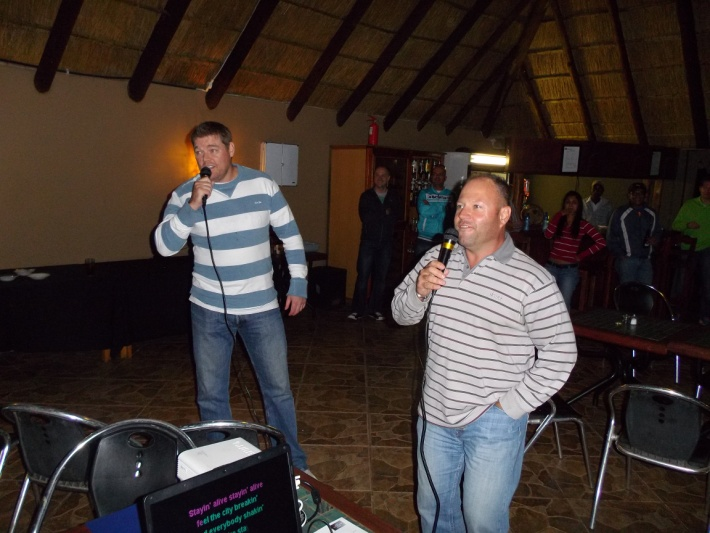 Stayin' alive stayin' alive
Feel the city breakin'
everybody shakin'